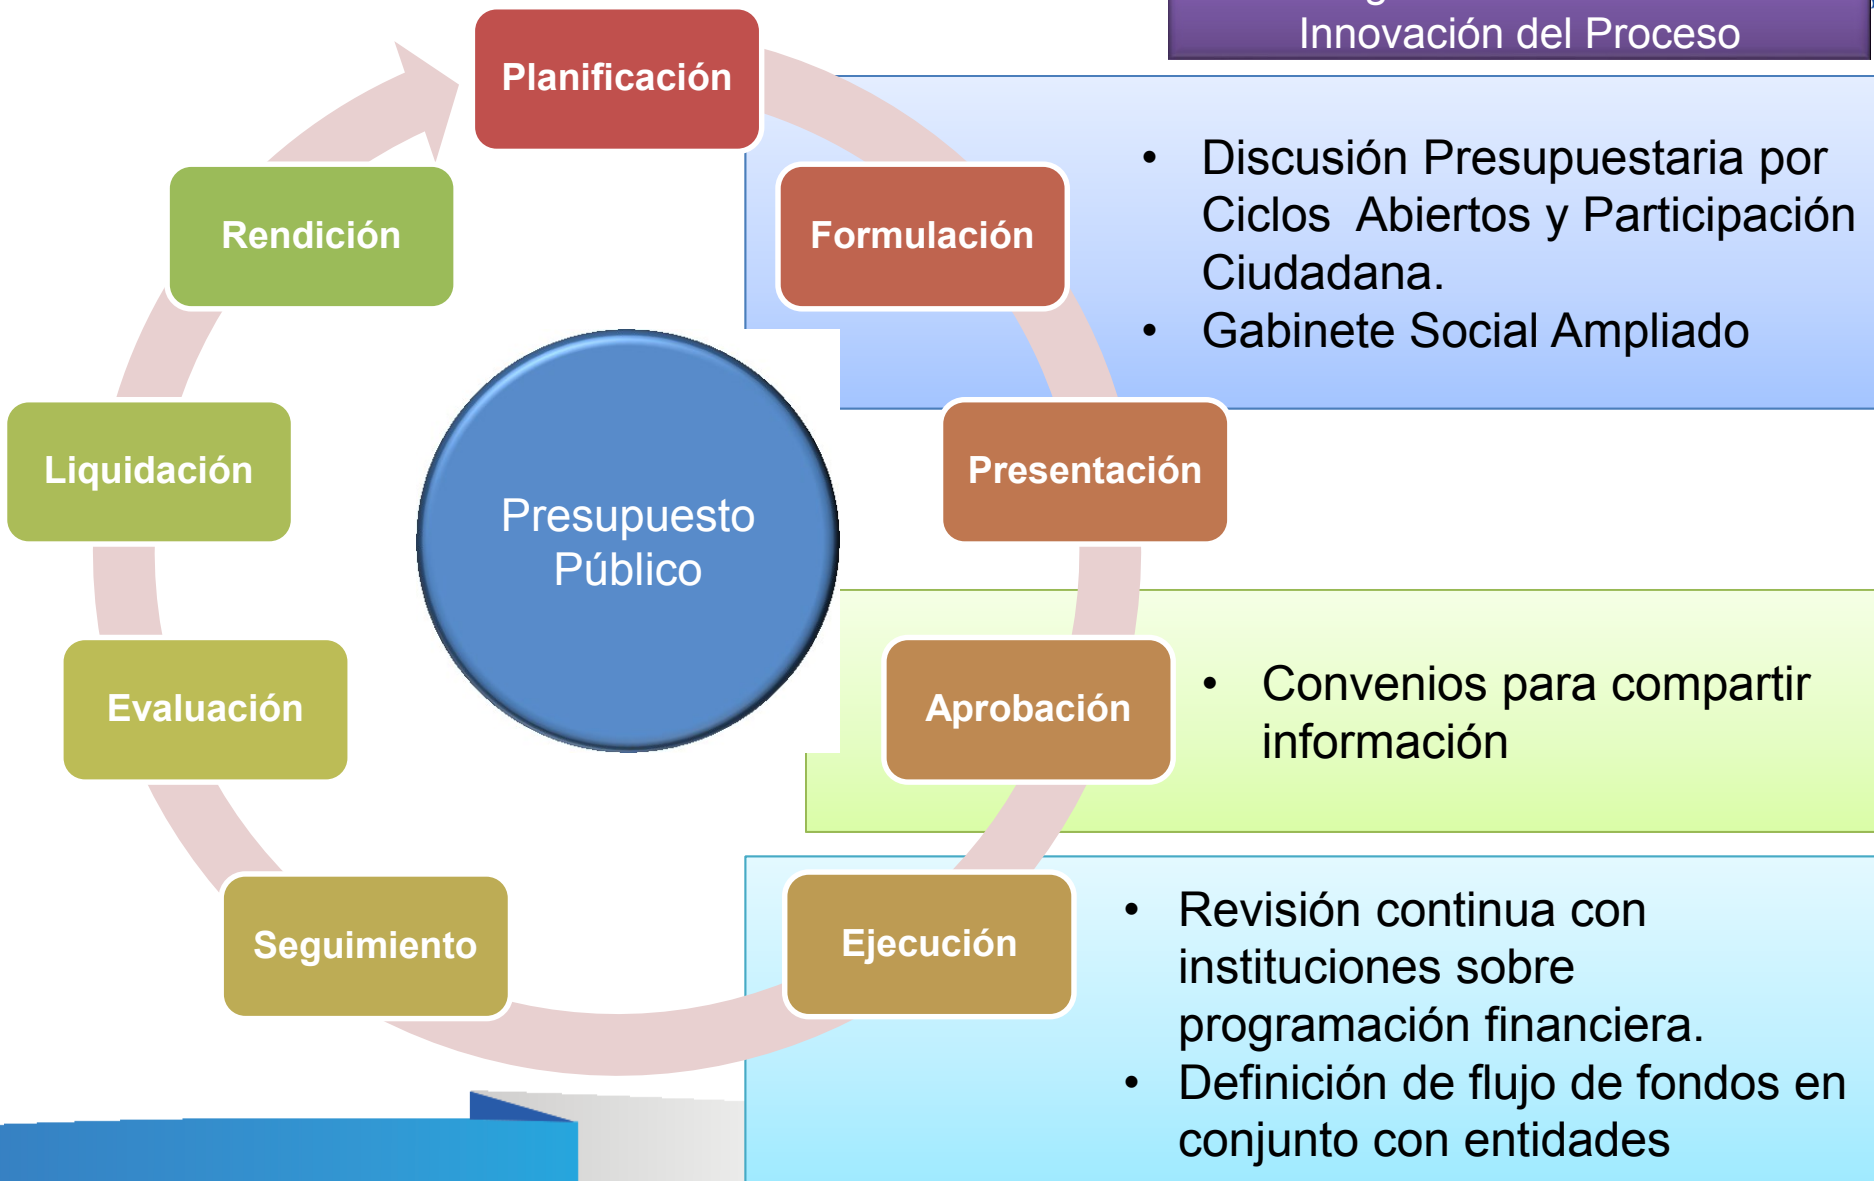 Innovación del Proceso
Planificación
Formulación
Presentación
Aprobación
Ejecución
Seguimiento
Evaluación
Liquidación
Rendición
Presupuesto
Público
• Discusión Presupuestaria por
Ciclos Abiertos y Participación
Ciudadana.
• Gabinete Social Ampliado
• Convenios para compartir
información
• Revisión continua con
instituciones sobre
programación financiera.
• Definición de flujo de fondos en
conjunto con entidades